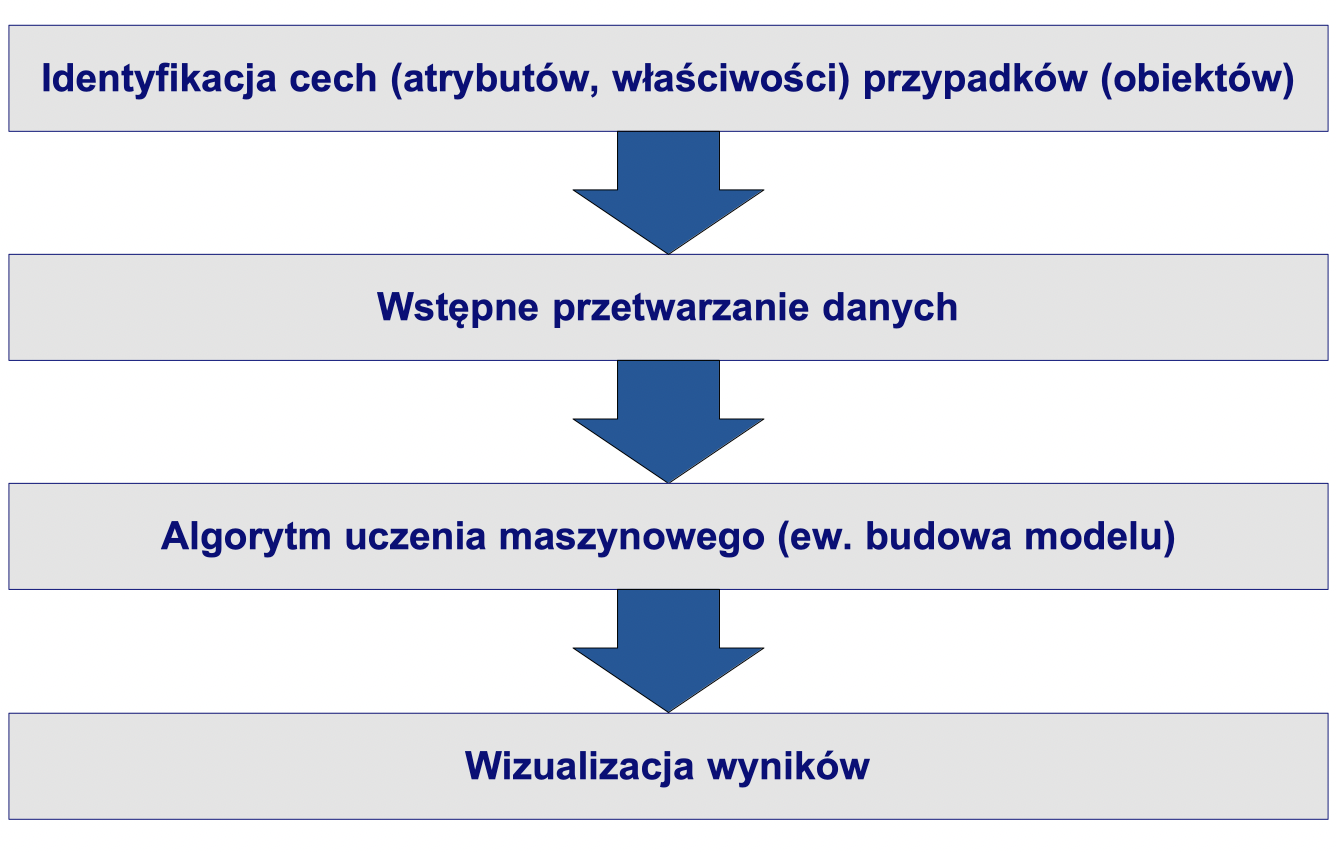 Identyfikacja cech (atrybutów, właściwości) przypadków (obiektów)
Wstępne przetwarzanie danych
Algorytm uczenia maszynowego (ew. budowa modelu)
Wizualizacja wyników